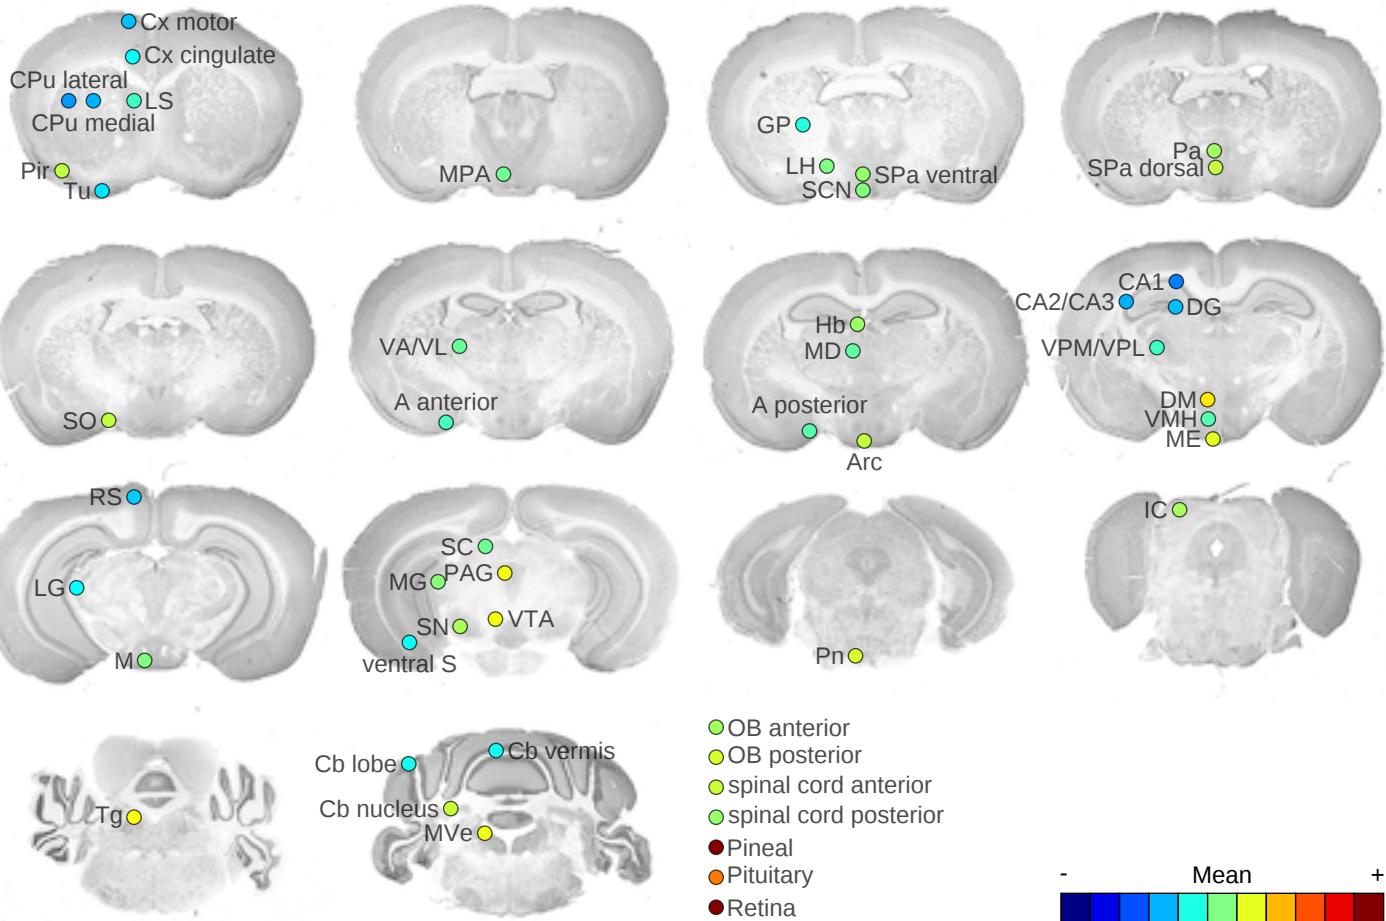 Cx motor
Cx cingulate
CPu lateral
LS
CPu medial
Pir
Tu
MPA
GP
LH
SPa ventral
SCN
Pa
SPa dorsal
SO
VA/VL
A anterior
Hb
MD
A posterior
Arc
CA1
CA2/CA3
DG
VPM/VPL
DM
VMH
ME
RS
LG
M
SC
MG
PAG
SN
VTA
ventral S
Pn
IC
Tg
Cb lobe
Cb vermis
Cb nucleus
MVe
OB anterior
OB posterior
spinal cord anterior
spinal cord posterior
Pineal
Pituitary
Retina
- Mean +